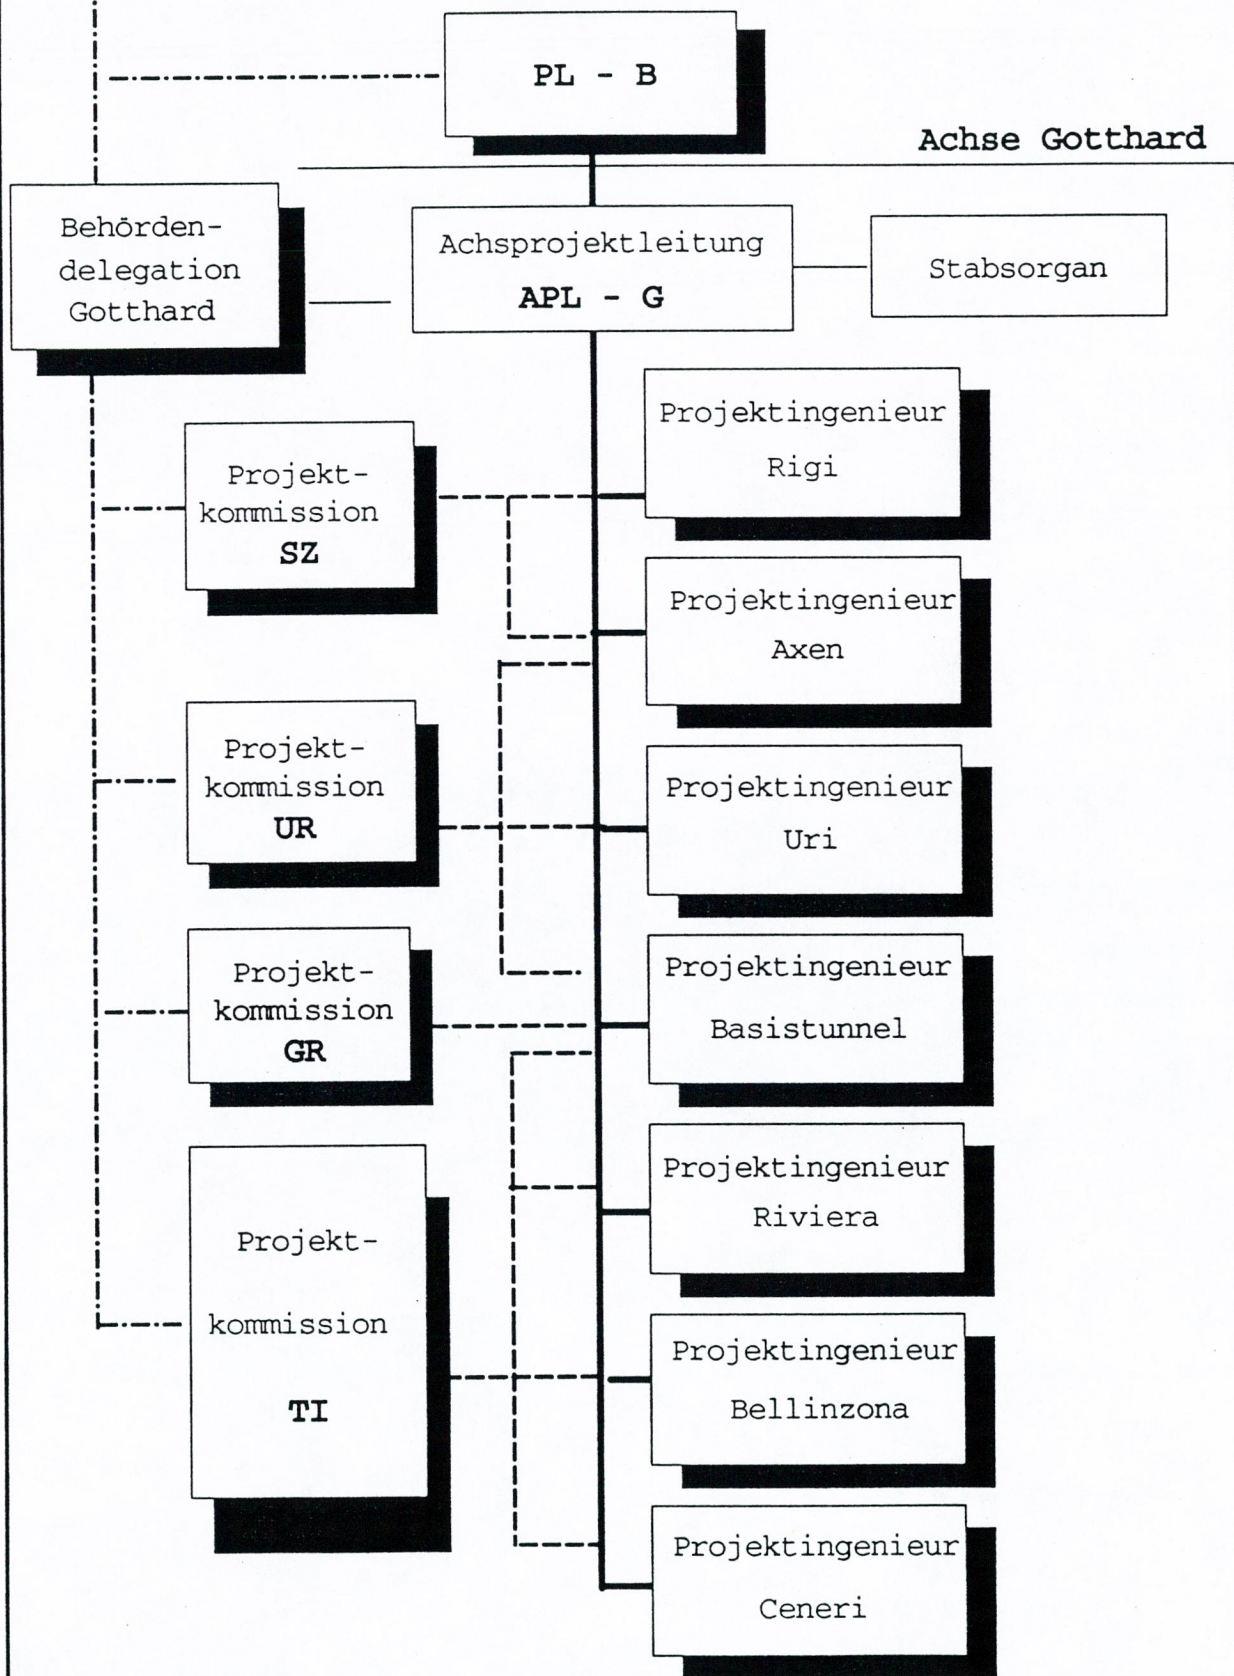 PL - B
Achse Gotthard
Behörden-
delegation
Gotthard
Achsprojektleitung
APL - G
Stabsorgan
Projektingenieur
Rigi
Projekt-
kommission
SZ
Projektingenieur
Axen
Projekt-
kommission
UR
Projektingenieur
Uri
Projekt-
kommission
GR
Projektingenieur
Basistunnel
Projektingenieur
Riviera
Projekt-
kommission
TI
Projektingenieur
Bellinzona
Projektingenieur
Ceneri